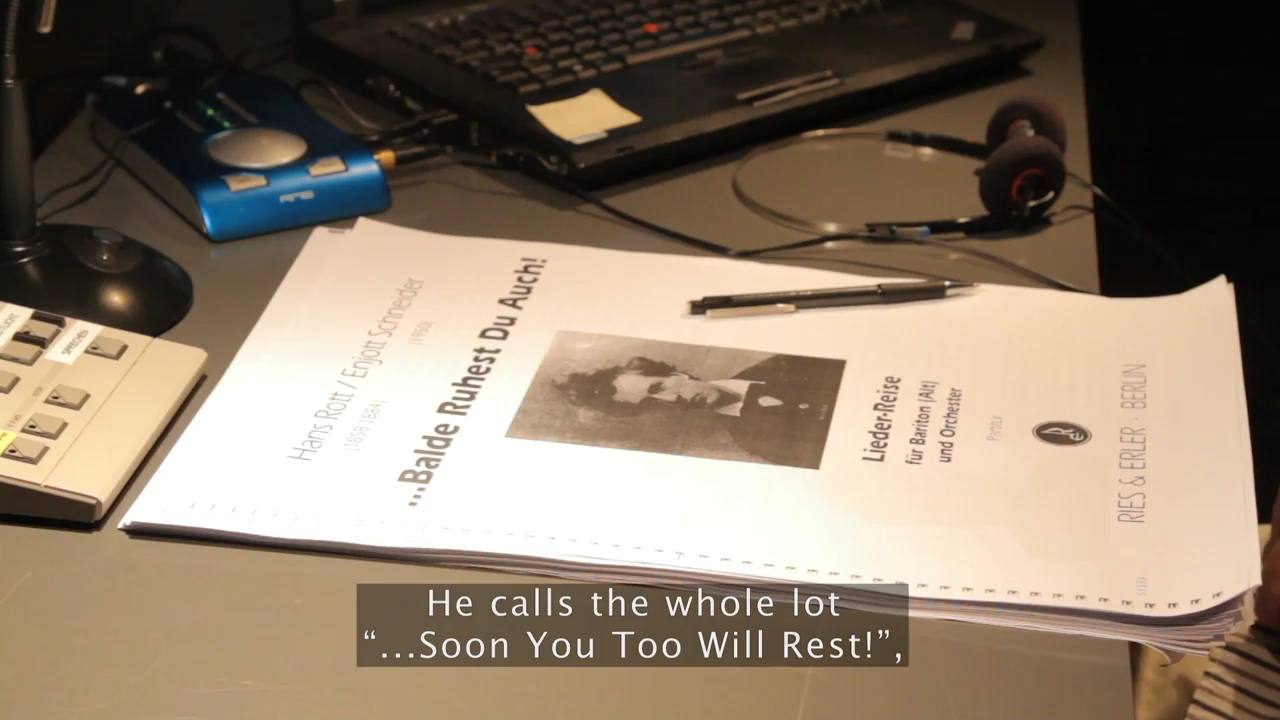 Hans Rott / Enjott Schneider
(1858-1884)
(1950)
...Balde Ruhest Du Auch!
Lieder-Reise
für Bariton (Alt)
und Orchester
Partitur
RIES & ERLER · BERLIN
SPRECHEN
He calls the whole lot
“...Soon You Too Will Rest!”,